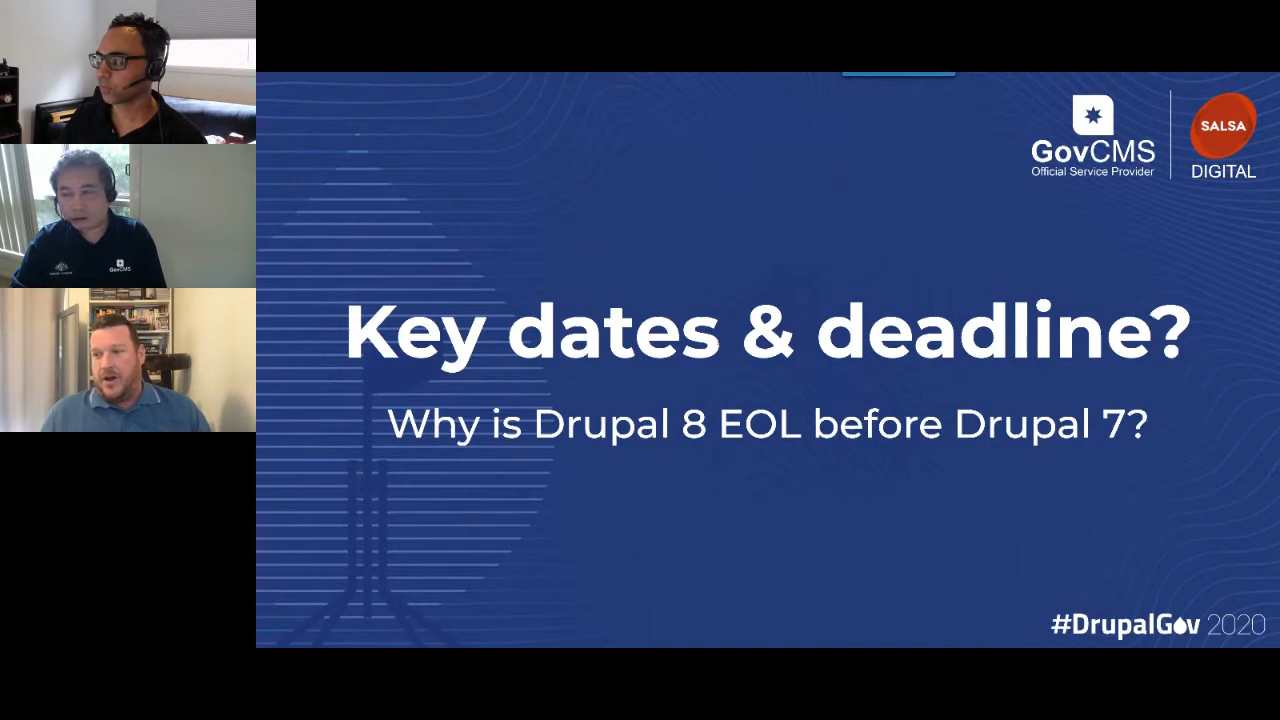 GovCMS
Official Service Provider
SALSA
DIGITAL
Key dates & deadline?
Why is Drupal 8 EOL before Drupal 7?
#DrupalGov 2020
GovCMS